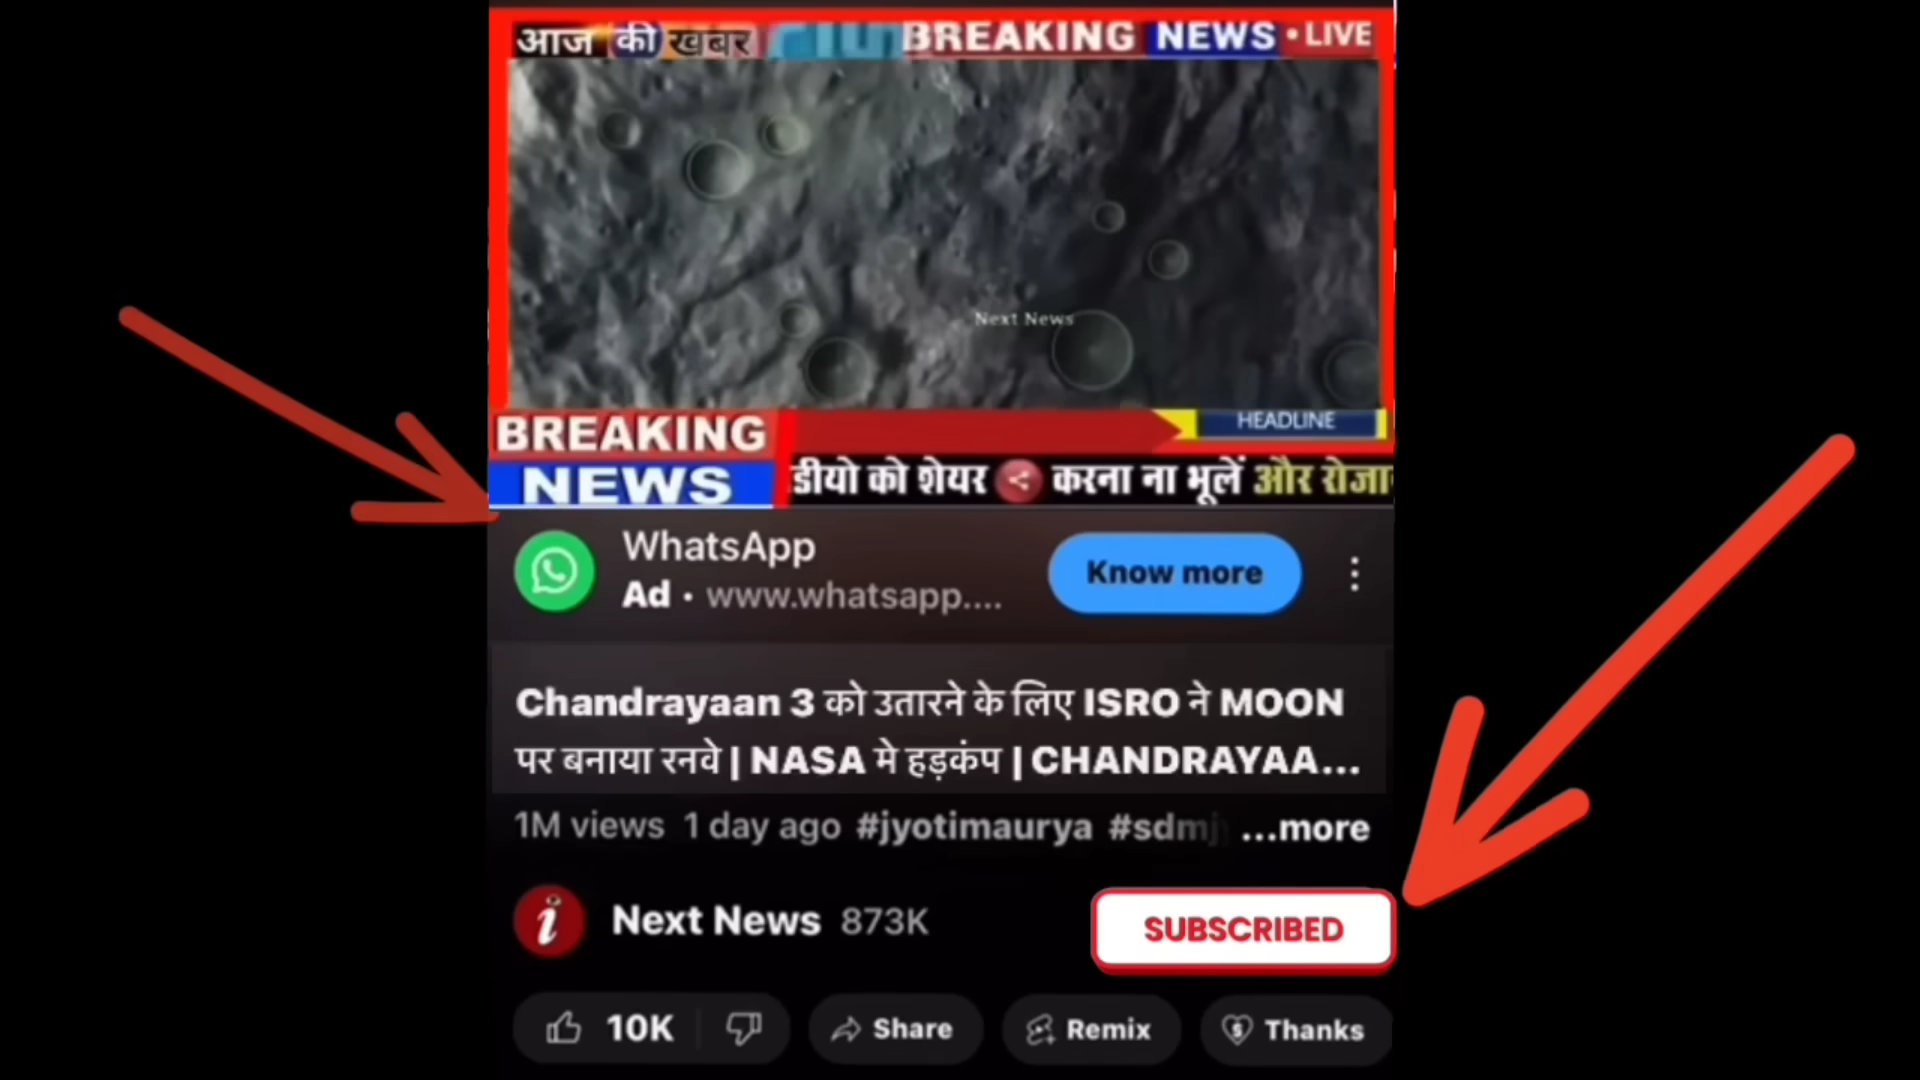 आज की खबर BREAKING NEWS • LIVE
Next News
BREAKING
NEWS
HEADLINE
डीयो को शेयर करना ना भूलें और रोजा
WhatsApp
Ad • www.whatsapp....
Know more
Chandrayaan 3 को उतारने के लिए ISRO ने MOON
पर बनाया रनवे | NASA मे हड़कंप | CHANDRAYAA...
1M views 1 day ago #jyotimaurya #sdmj ...more
Next News 873K
SUBSCRIBED
10K Share Remix Thanks